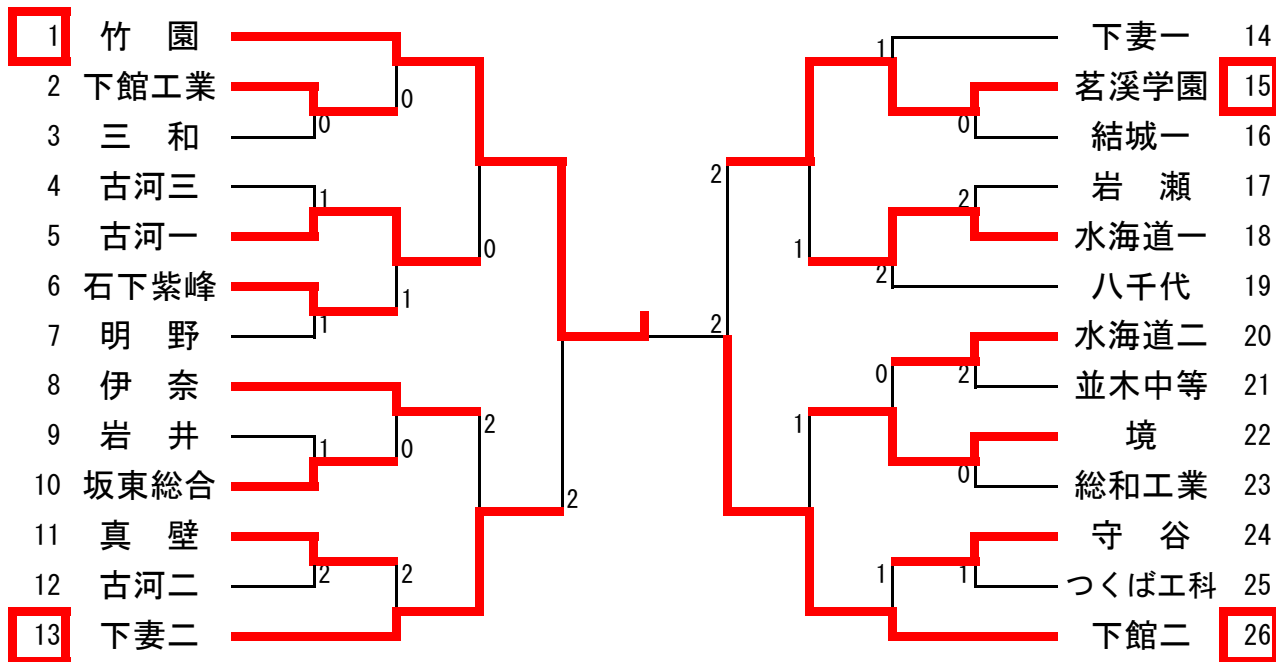 1 竹 園
2 下館工業
0
0
3 三 和
4 古河三
1
5 古河一
0
6 石下紫峰
1
7 明 野
1
8 伊 奈
2
9 岩 井
1
0
10 坂東総合
2
11 真 壁
12 古河二
2
2
13 下妻二
下妻一 14
1
茗溪学園 15
0
結城一 16
2
岩 瀬 17
2
水海道一 18
1
2
八千代 19
2
水海道二 20
0
2
並木中等 21
1
境 22
0
総和工業 23
守 谷 24
1
1
つくば工科 25
下館二 26